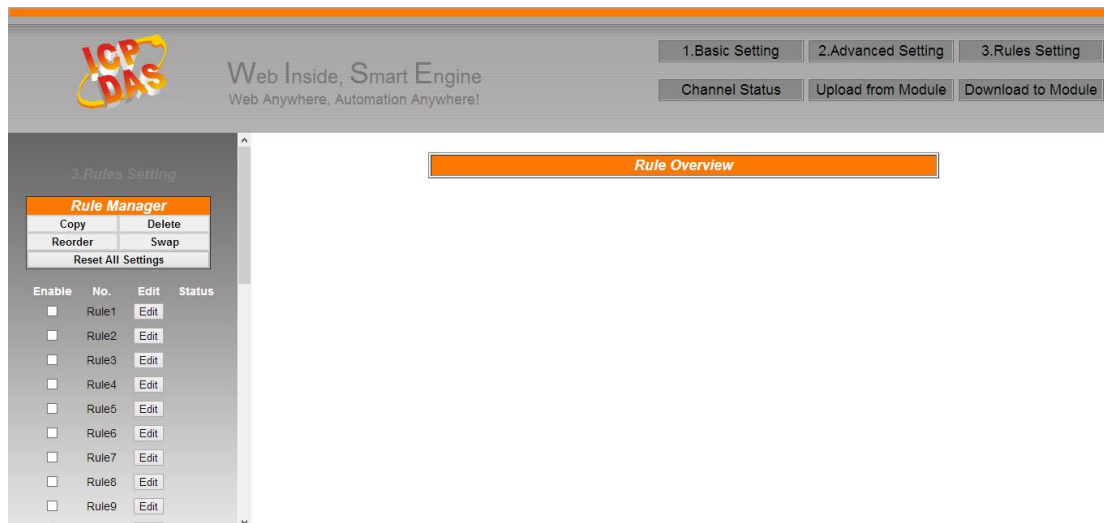 ICP
DAS
Web Inside, Smart Engine
Web Anywhere, Automation Anywhere!
1.Basic Setting 2.Advanced Setting 3.Rules Setting
Channel Status Upload from Module Download to Module
3.Rules Setting
Rule Manager
Copy Delete
Reorder Swap
Reset All Settings
Enable No. Edit Status
Rule1 Edit
Rule2 Edit
Rule3 Edit
Rule4 Edit
Rule5 Edit
Rule6 Edit
Rule7 Edit
Rule8 Edit
Rule9 Edit
Rule Overview